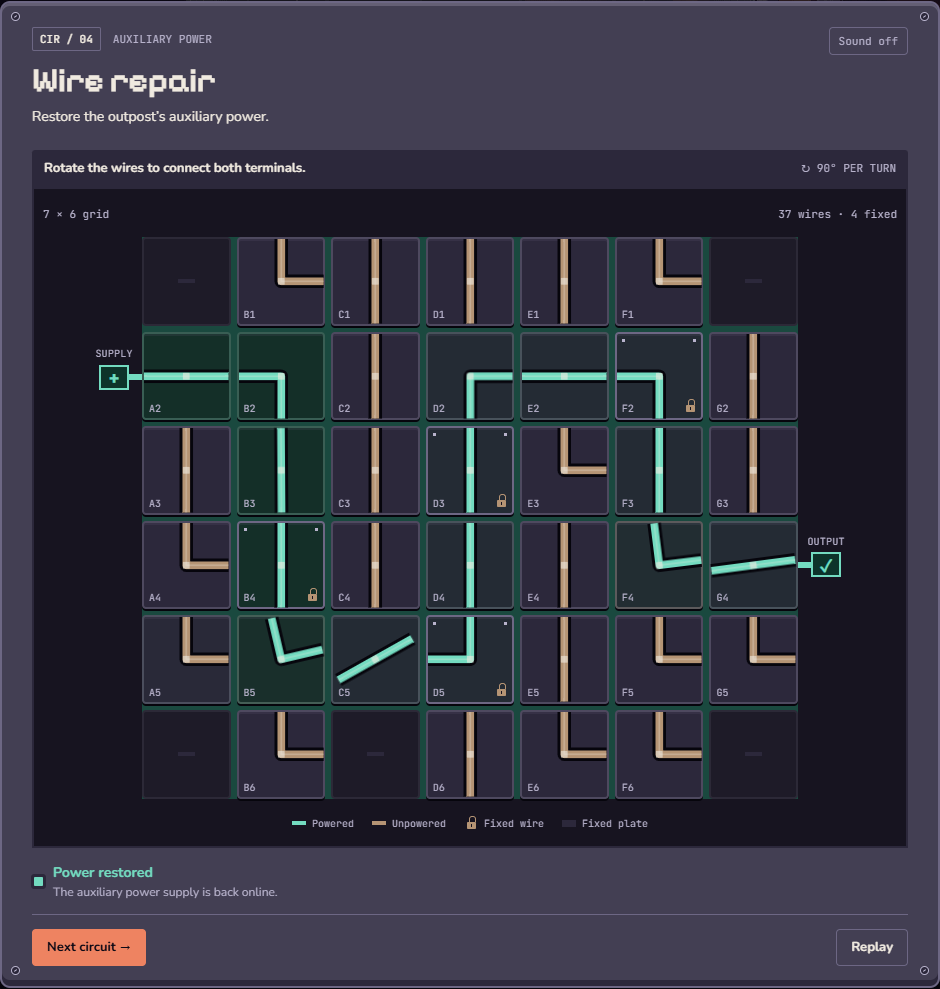 CIR / 04 AUXILIARY POWER
Sound off
Wire repair
Restore the outpost's auxiliary power.
Rotate the wires to connect both terminals.
↻ 90° PER TURN
7 × 6 grid
37 wires · 4 fixed
B1 C1 D1 E1 F1
SUPPLY
+
A2 B2 C2 D2 E2 F2 G2
A3 B3 C3 D3 E3 F3 G3
OUTPUT
✓
A4 B4 C4 D4 E4 F4 G4
A5 B5 C5 D5 E5 F5 G5
B6 D6 E6 F6
Powered Unpowered Fixed wire Fixed plate
Power restored
The auxiliary power supply is back online.
Next circuit →
Replay